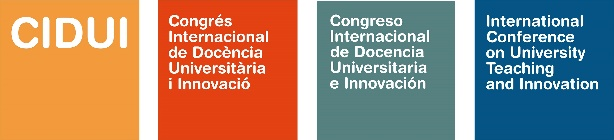 CIDUI
Congrés
Internacional
de Docència
Universitària
i Innovació
Congreso
Internacional
de Docencia
Universitaria
e Innovación
International
Conference
on University
Teaching
and Innovation